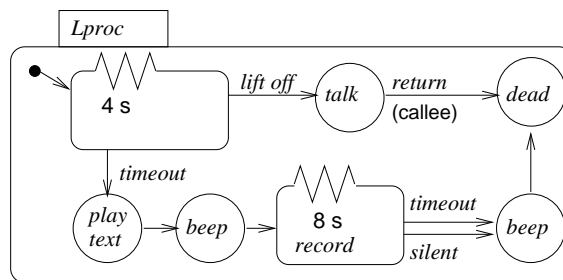 Lproc
4 s
lift off
talk
return
(callee)
dead
timeout
play
text
beep
8 s
record
timeout
silent
beep